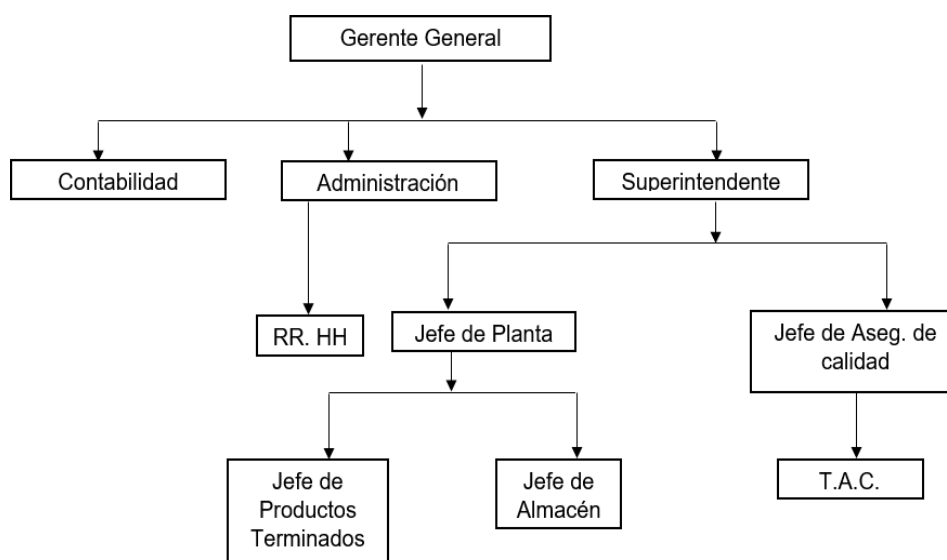 Gerente General
Contabilidad
Administración
Superintendente
RR. HH
Jefe de Planta
Jefe de Aseg. de
calidad
Jefe de
Productos
Terminados
Jefe de
Almacén
T.A.C.